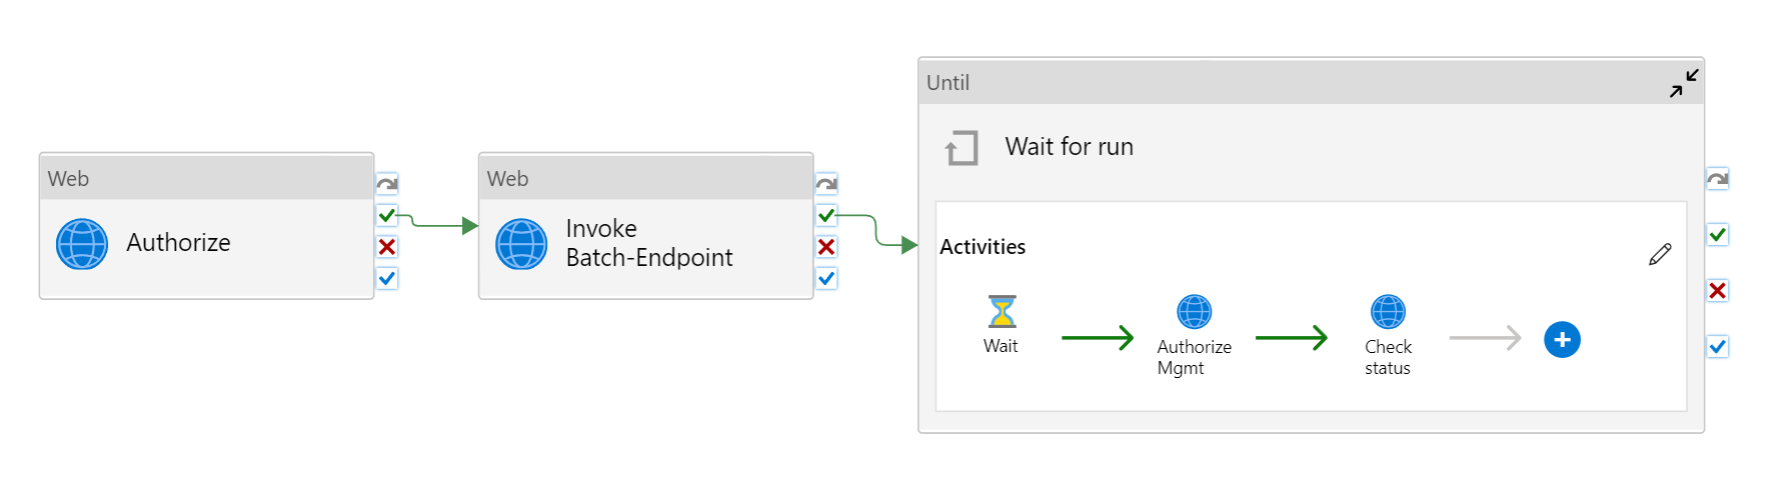 Web
Authorize
Web
Invoke
Batch-Endpoint
Until
Wait for run
Activities
Wait
Authorize
Mgmt
Check
status